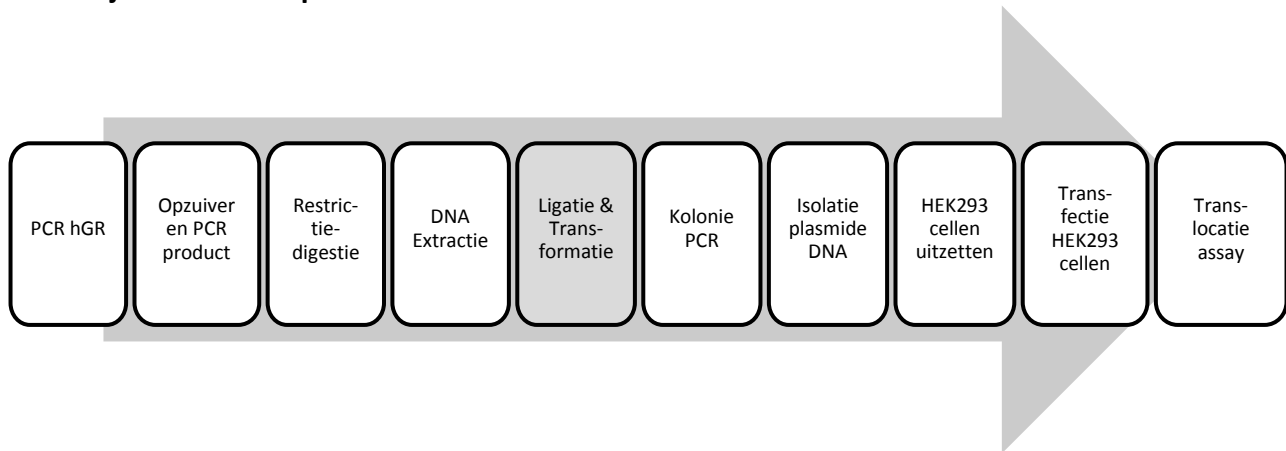 PCR hGR
Opzuiver
en PCR
product
Restric-
tie-
digestie
DNA
Extractie
Ligatie &
Trans-
formatie
Kolonie
PCR
Isolatie
plasmide
DNA
HEK293
cellen
uitzetten
Trans-
fectie
HEK293
cellen
Trans-
locatie
assay